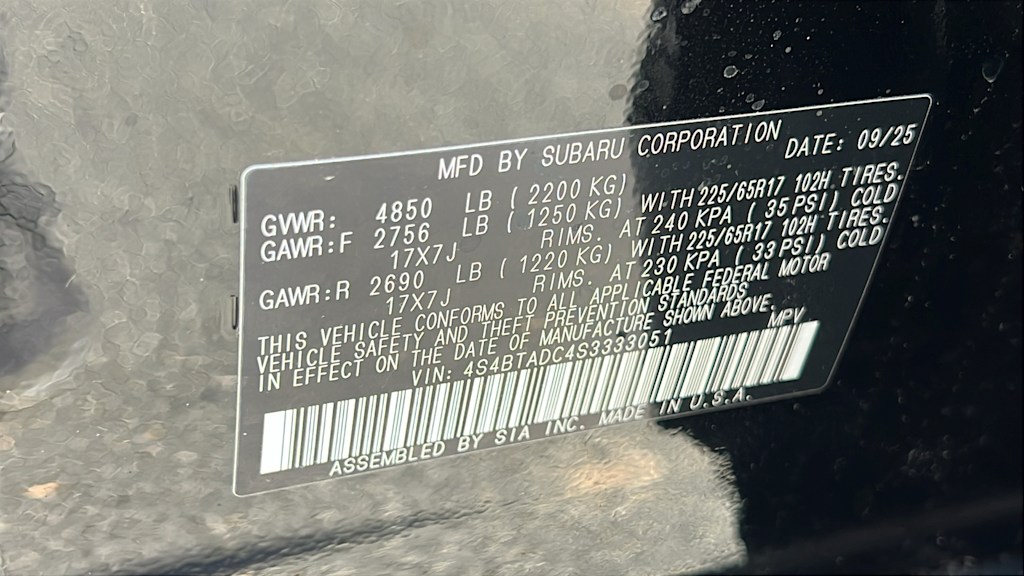 MFD BY SUBARU CORPORATION DATE: 09/25
GVWR: 4850 LB ( 2200 KG)
GAWR:F 2756 LB ( 1250 KG) WITH 225/65R17 102H TIRES.
17X7J RIMS. AT 240 KPA ( 35 PSI) COLD
GAWR:R 2690 LB ( 1220 KG) WITH 225/65R17 102H TIRES.
17X7J RIMS. AT 230 KPA ( 33 PSI) COLD
THIS VEHICLE CONFORMS TO ALL APPLICABLE FEDERAL MOTOR
VEHICLE SAFETY AND THEFT PREVENTION STANDARDS
IN EFFECT ON THE DATE OF MANUFACTURE SHOWN ABOVE.
VIN: 4S4BTADC4S3333051 MPV
ASSEMBLED BY SIA INC. MADE IN U.S.A.